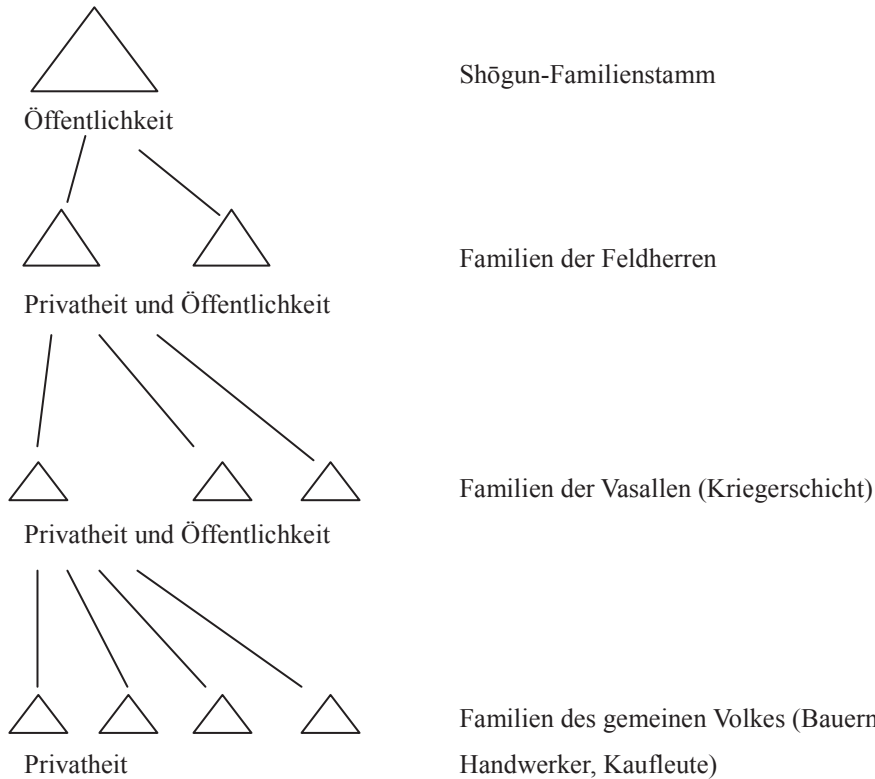 Shōgun-Familienstamm
Öffentlichkeit
Familien der Feldherren
Privatheit und Öffentlichkeit
Familien der Vasallen (Kriegerschicht)
Privatheit und Öffentlichkeit
Familien des gemeinen Volkes (Bauern
Privatheit
Handwerker, Kaufleute)